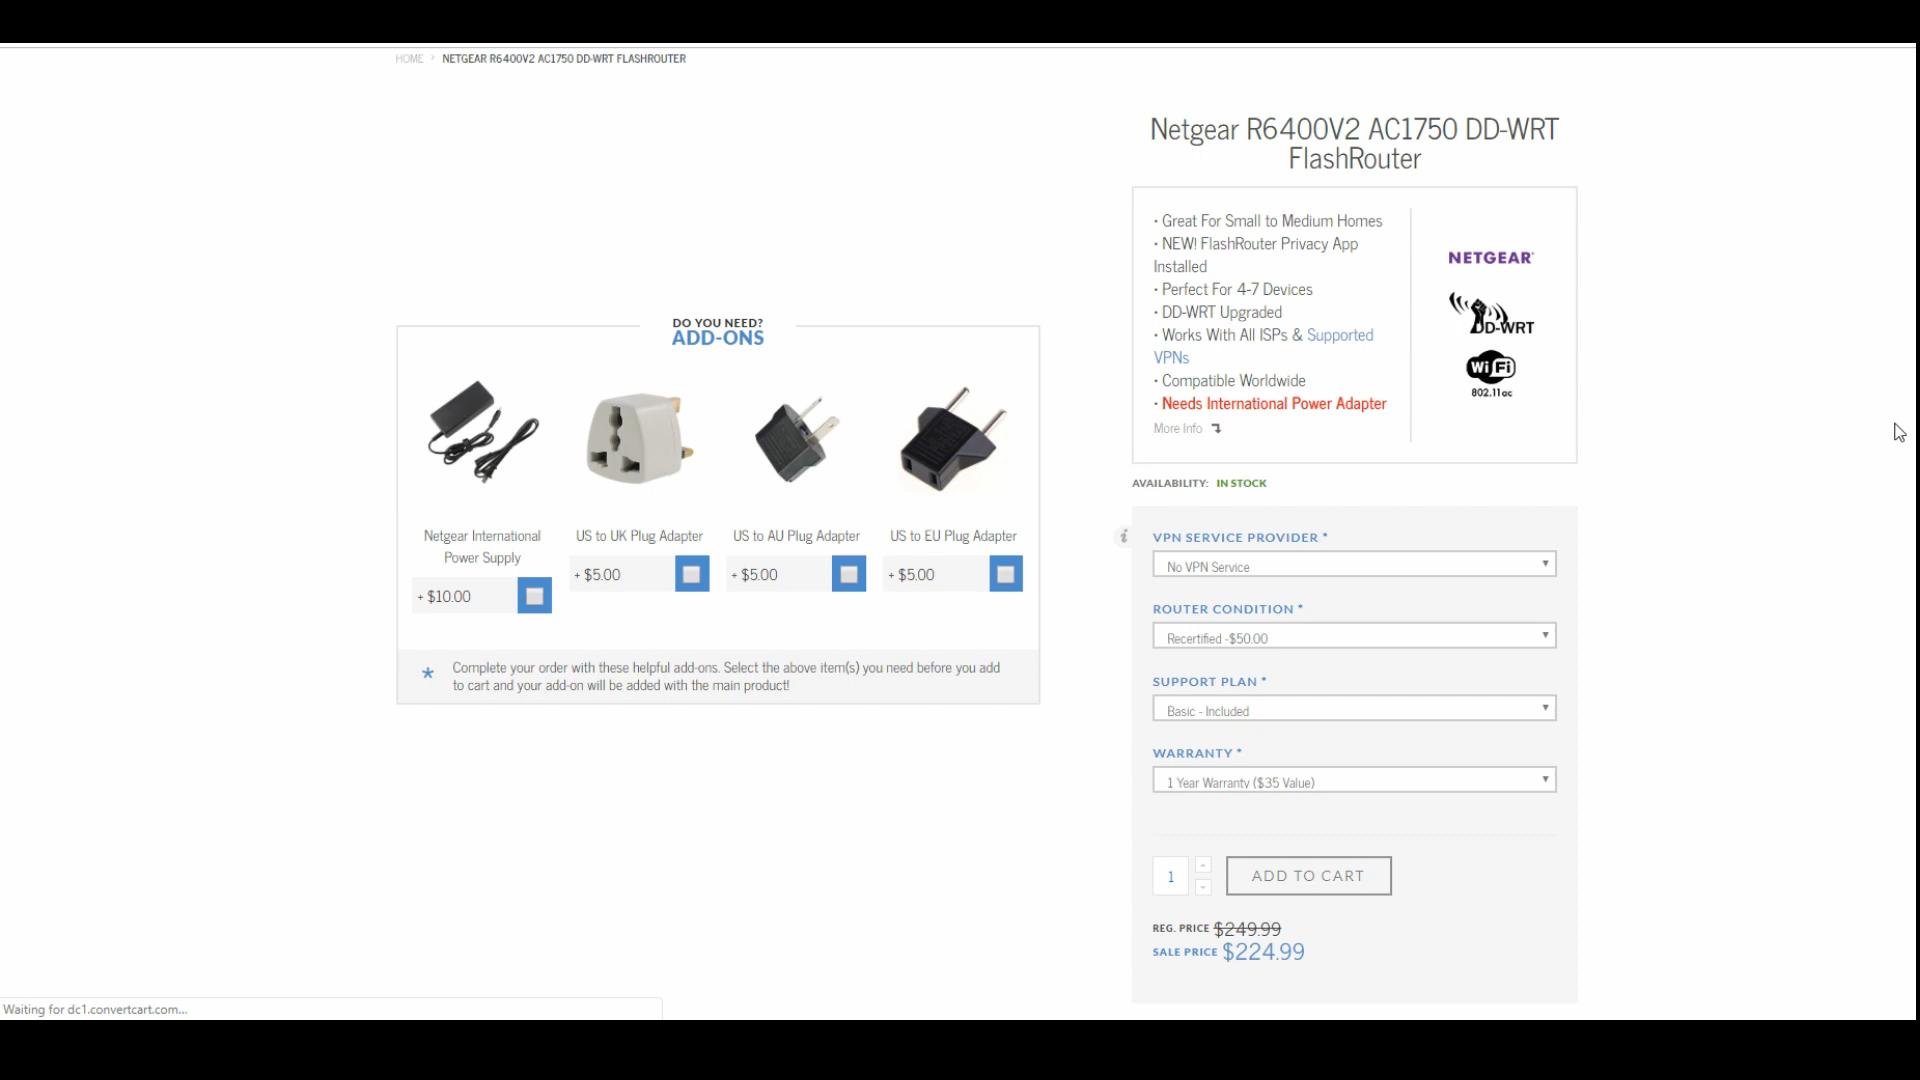 HOME > NETGEAR R6400V2 AC1750 DD-WRT FLASHROUTER
Netgear R6400V2 AC1750 DD-WRT
FlashRouter
• Great For Small to Medium Homes
• NEW! FlashRouter Privacy App
Installed
• Perfect For 4-7 Devices
• DD-WRT Upgraded
• Works With All ISPs & Supported
VPNs
• Compatible Worldwide
• Needs International Power Adapter
More Info
NETGEAR
DD-WRT
WiFi
802.11ac
DO YOU NEED?
ADD-ONS
Netgear International
Power Supply
+ $10.00
US to UK Plug Adapter
+ $5.00
US to AU Plug Adapter
+ $5.00
US to EU Plug Adapter
+ $5.00
* Complete your order with these helpful add-ons. Select the above item(s) you need before you add
to cart and your add-on will be added with the main product!
AVAILABILITY: IN STOCK
i
VPN SERVICE PROVIDER *
No VPN Service
ROUTER CONDITION *
Recertified -$50.00
SUPPORT PLAN *
Basic - Included
WARRANTY *
1 Year Warranty ($35 Value)
1
ADD TO CART
REG. PRICE $249.99
SALE PRICE $224.99
Waiting for dc1.convertcart.com...